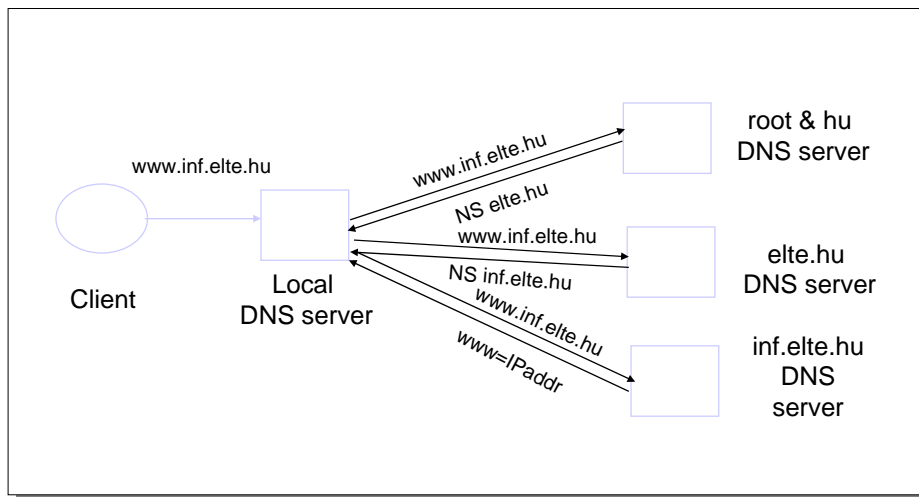 www.inf.elte.hu
Client
Local
DNS server
www.inf.elte.hu
NS elte.hu
root & hu
DNS server
www.inf.elte.hu
NS inf.elte.hu
elte.hu
DNS server
www.inf.elte.hu
www=IPaddr
inf.elte.hu
DNS
server